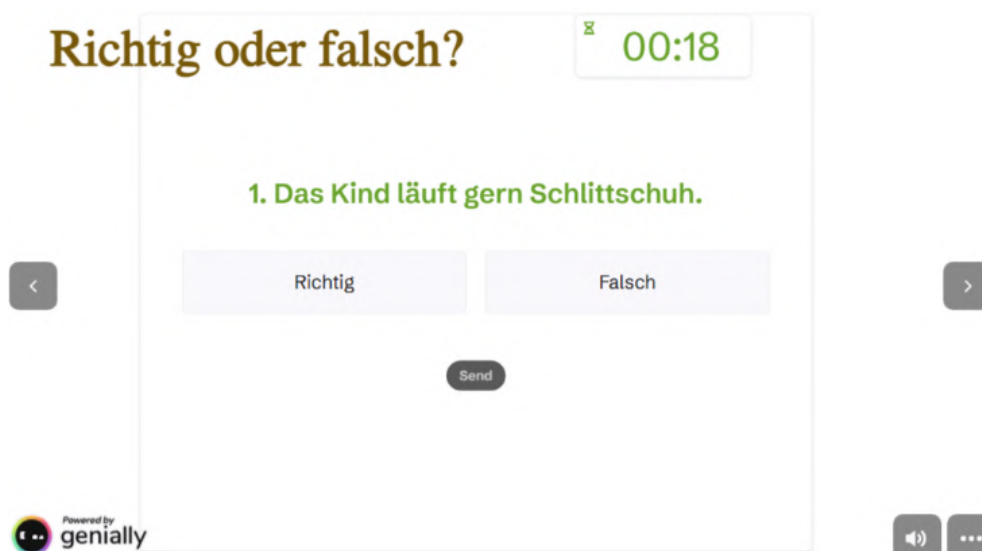 Richtig oder falsch?
00:18
1. Das Kind läuft gern Schlittschuh.
Richtig
Falsch
Send
Powered by
genially